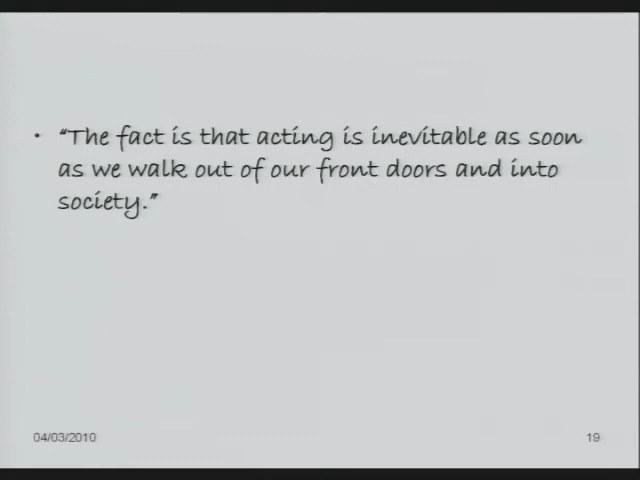 • “The fact is that acting is inevitable as soon
as we walk out of our front doors and into
society.”
04/03/2010
19